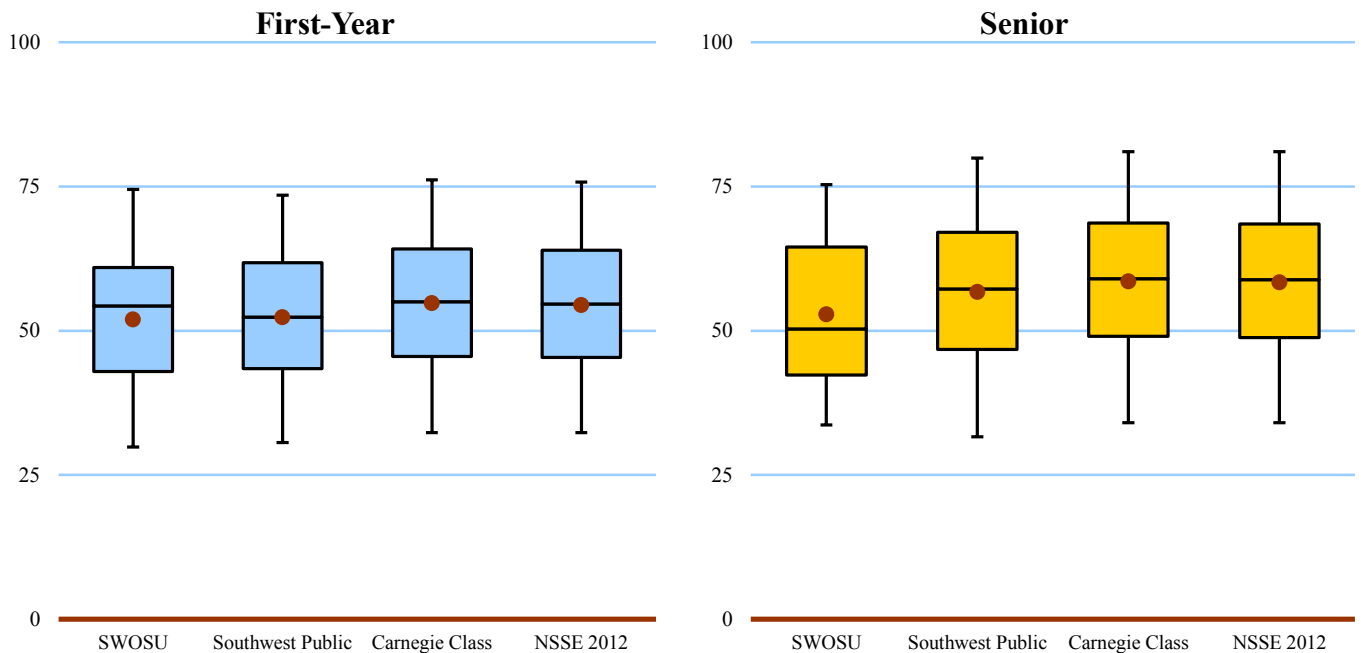 First-Year
100
75
50
25
0
SWOSU
Southwest Public
Carnegie Class
NSSE 2012
Senior
100
75
50
25
0
SWOSU
Southwest Public
Carnegie Class
NSSE 2012